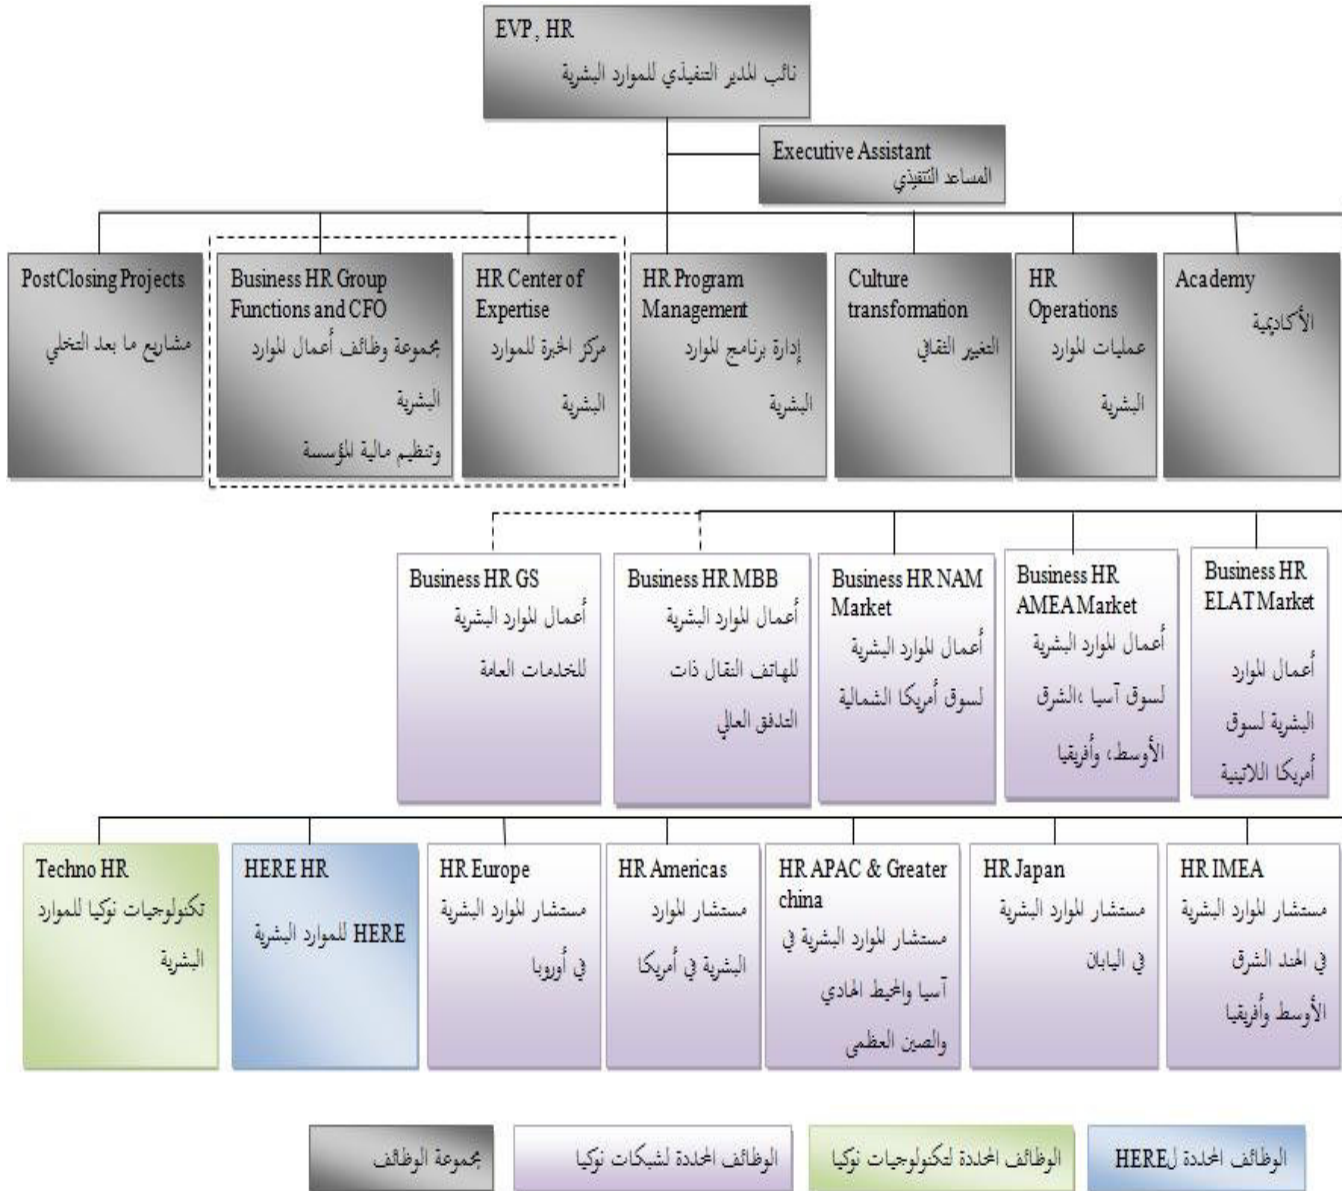 EVP, HR
نائب المدير التنفيذي للموارد البشرية
Executive Assistant
المساعد التنفيذي
PostClosing Projects
مشاريع ما بعد التخلي
Business HR Group
Functions and CFO
مجموعة وظائف أعمال الموارد
البشرية
وتنظيم مالية المؤسسة
HR Center of
Expertise
مركز الخبرة للموارد
البشرية
HR Program
Management
إدارة برنامج الموارد
البشرية
Culture
transformation
التغيير الثقافي
HR
Operations
عمليات الموارد
البشرية
Academy
الأكاديمية
Business HR GS
أعمال الموارد البشرية
للخدمات العامة
Business HR MBB
أعمال الموارد البشرية
للهاتف النقال ذات
التدفق العالي
Business HR NAM
Market
أعمال الموارد البشرية
لسوق أمريكا الشمالية
Business HR
AMEA Market
أعمال الموارد البشرية
لسوق آسيا ،الشرق
الأوسط، وأفريقيا
Business HR
ELAT Market
أعمال الموارد
البشرية لسوق
أمريكا اللاتينية
Techno HR
تكنولوجيات نوكيا للموارد
البشرية
HERE HR
HERE للموارد البشرية
HR Europe
مستشار الموارد البشرية
في أوروبا
HR Americas
مستشار الموارد
البشرية في أمريكا
HR APAC & Greater
china
مستشار الموارد البشرية في
آسيا والمحيط الهادي
والصين العظمى
HR Japan
مستشار الموارد البشرية
في اليابان
HR IMEA
مستشار الموارد البشرية
في الهند الشرق
الأوسط وأفريقيا
مجموعة الوظائف
الوظائف المحددة لشبكات نوكيا
الوظائف المحددة لتكنولوجيات نوكيا
الوظائف المحددة لHERE